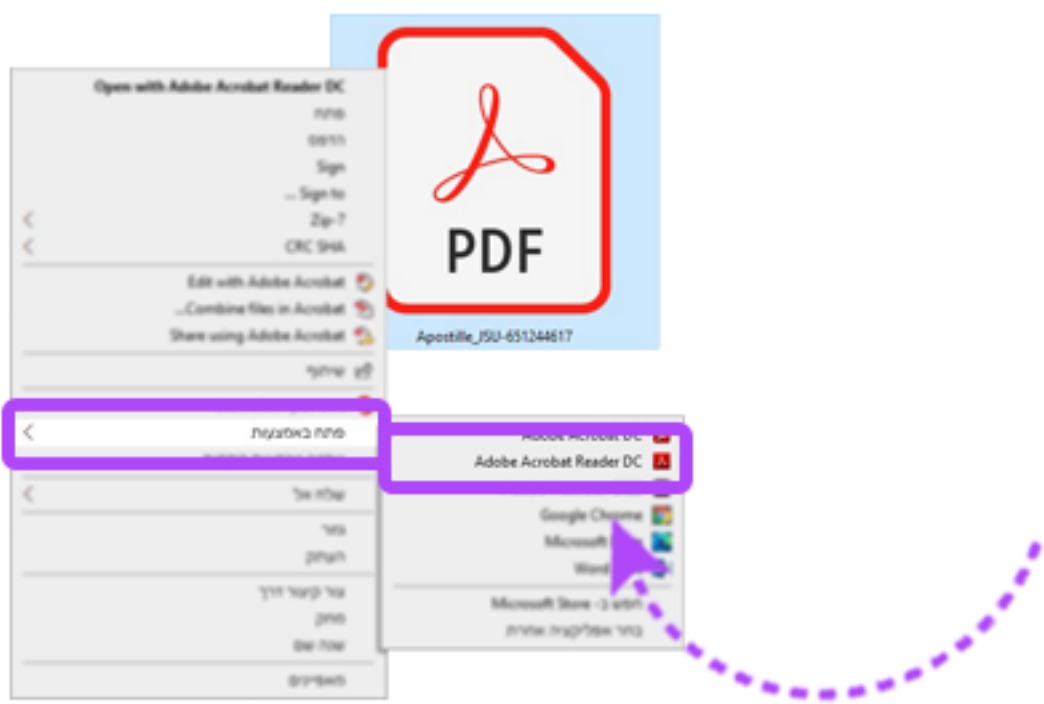 PDF
Apostille_JSU-651244617
Open with Adobe Acrobat Reader DC
פתח
הדפס
Sign
... Sign to
Zip-7
CRC SHA
Edit with Adobe Acrobat
...Combine files in Acrobat
Share using Adobe Acrobat
שיתוף
פתח באמצעות
שלח אל
גזור
העתק
צור קיצור דרך
מחק
שנה שם
מאפיינים
Adobe Acrobat DC
Adobe Acrobat Reader DC
Google Chrome
Microsoft
Word
חפש ב- Microsoft Store
בחר אפליקציה אחרת